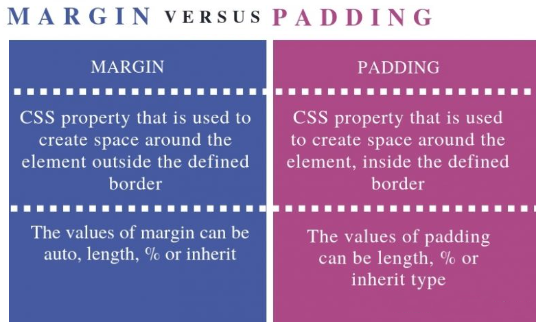 MARGIN VERSUS PADDING
MARGIN
CSS property that is used to
create space around the
element outside the defined
border
The values of margin can be
auto, length, % or inherit
PADDING
CSS property that is used
to create space around the
element, inside the defined
border
The values of padding
can be length, % or
inherit type